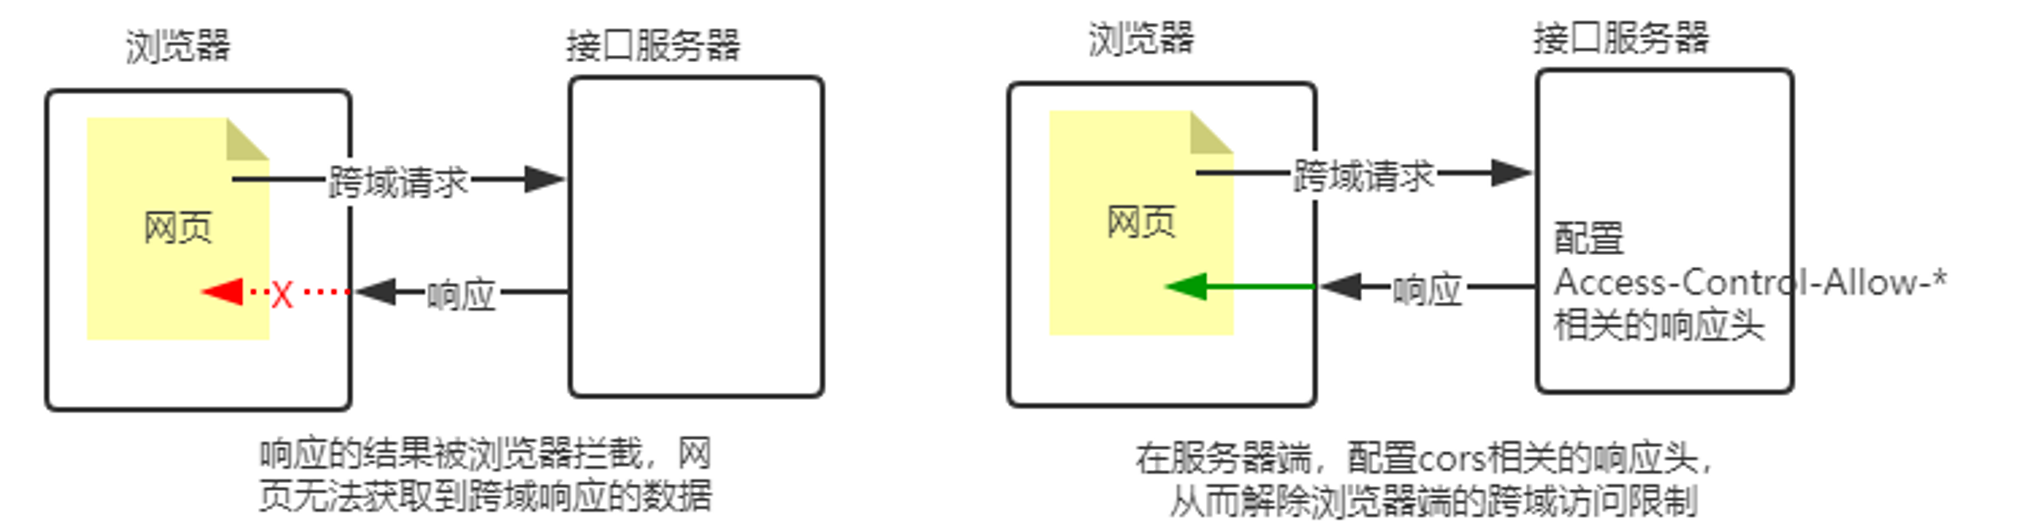 浏览器
接口服务器
跨域请求
网页
X
响应
响应的结果被浏览器拦截，网
页无法获取到跨域响应的数据
浏览器
接口服务器
跨域请求
网页
响应
配置
Access-Control-Allow-*
相关的响应头
在服务器端，配置cors相关的响应头，
从而解除浏览器端的跨域访问限制